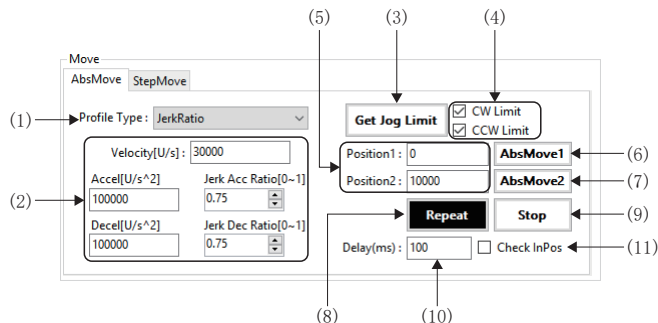 (5) (3) (4)
Move
AbsMove StepMove
(1) Profile Type : JerkRatio
Get Jog Limit
CW Limit
CCW Limit
(2)
Velocity[U/s] : 30000
Accel[U/s^2] Jerk Acc Ratio[0~1]
100000 0.75
Decel[U/s^2] Jerk Dec Ratio[0~1]
100000 0.75
Position1 : 0 AbsMove1 (6)
Position2 : 10000 AbsMove2 (7)
Repeat Stop (9)
Delay(ms) : 100 Check InPos (11)
(8) (10)